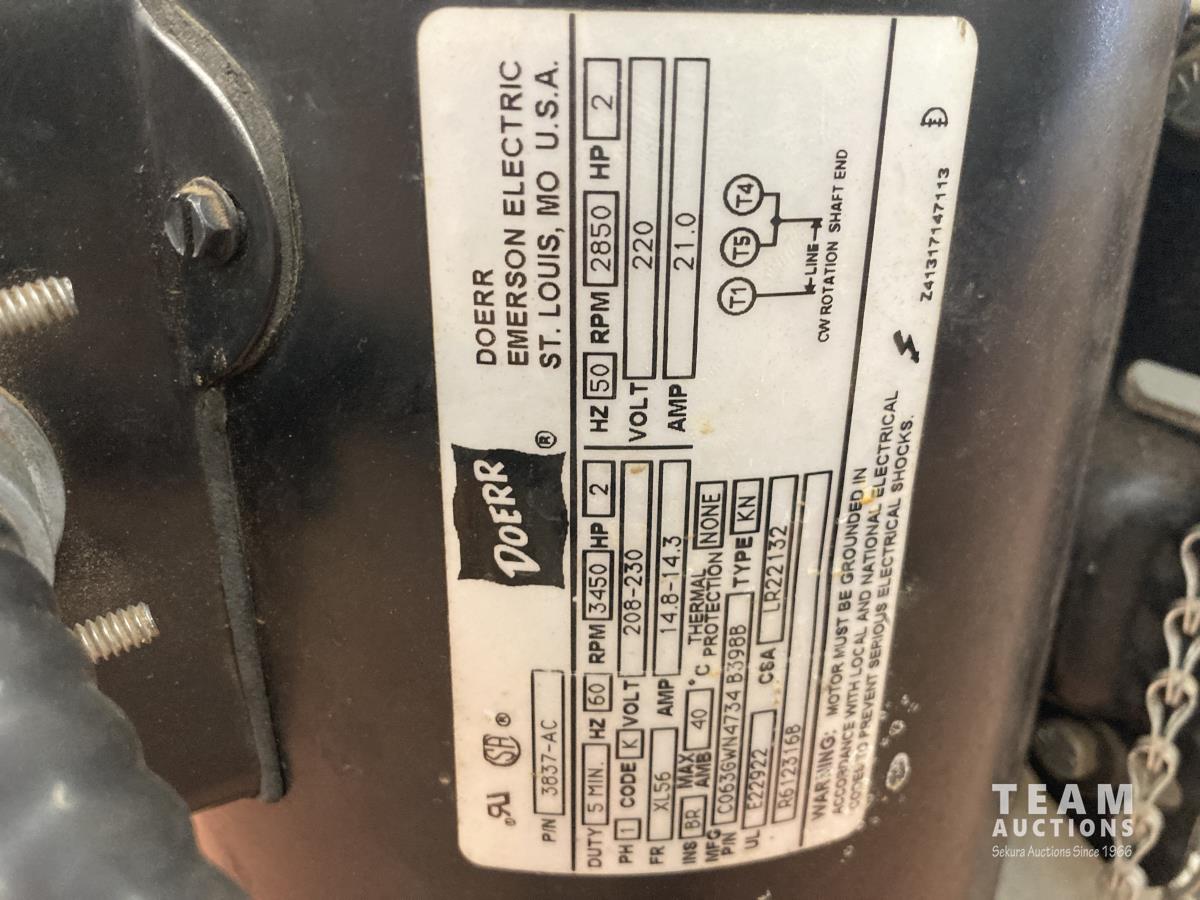 DOERR ®
DOERR
EMERSON ELECTRIC
ST. LOUIS, MO U.S.A.
P/N 3837-AC
DUTY 5 MIN. HZ 60 RPM 3450 HP 2
PH 1 CODE K VOLT 208-230
FR XL56 AMP 14.8-14.3
INS BR MAX AMB 40 °C THERMAL PROTECTION NONE
MFG P/N C063GWN4734B398B TYPE KN
UL E22922 CSA LR22132
R612316B
HZ 50 RPM 2850 HP 2
VOLT 220
AMP 21.0
T1 T5 T4
LINE
CW ROTATION SHAFT END
WARNING: MOTOR MUST BE GROUNDED IN
ACCORDANCE WITH LOCAL AND NATIONAL ELECTRICAL
CODES TO PREVENT SERIOUS ELECTRICAL SHOCKS.
Z41317147113
TEAM
AUCTIONS
Sekura Auctions Since 1966